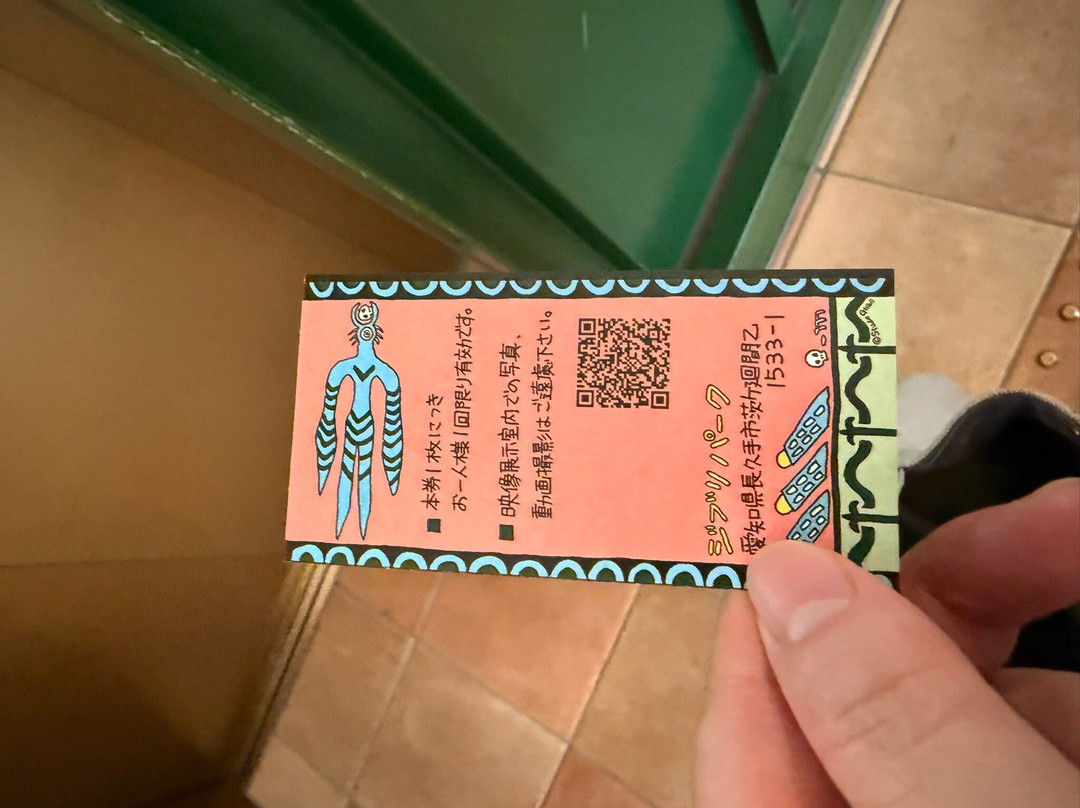 ■本券1枚につき
お一人様1回限り有効です。
■映像展示室内での写真、
動画撮影はご遠慮下さい。
ジブリパーク
愛知県長久手市茨ケ廻間乙
1533-1
©Studio Ghibli